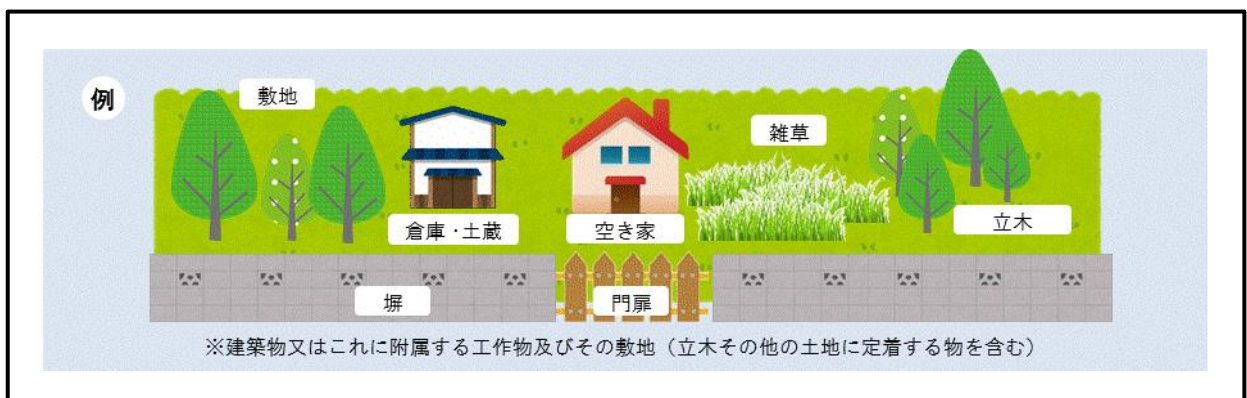 例
敷地
雑草
倉庫・土蔵
空き家
立木
塀
門扉
※建築物又はこれに附属する工作物及びその敷地（立木その他の土地に定着する物を含む）